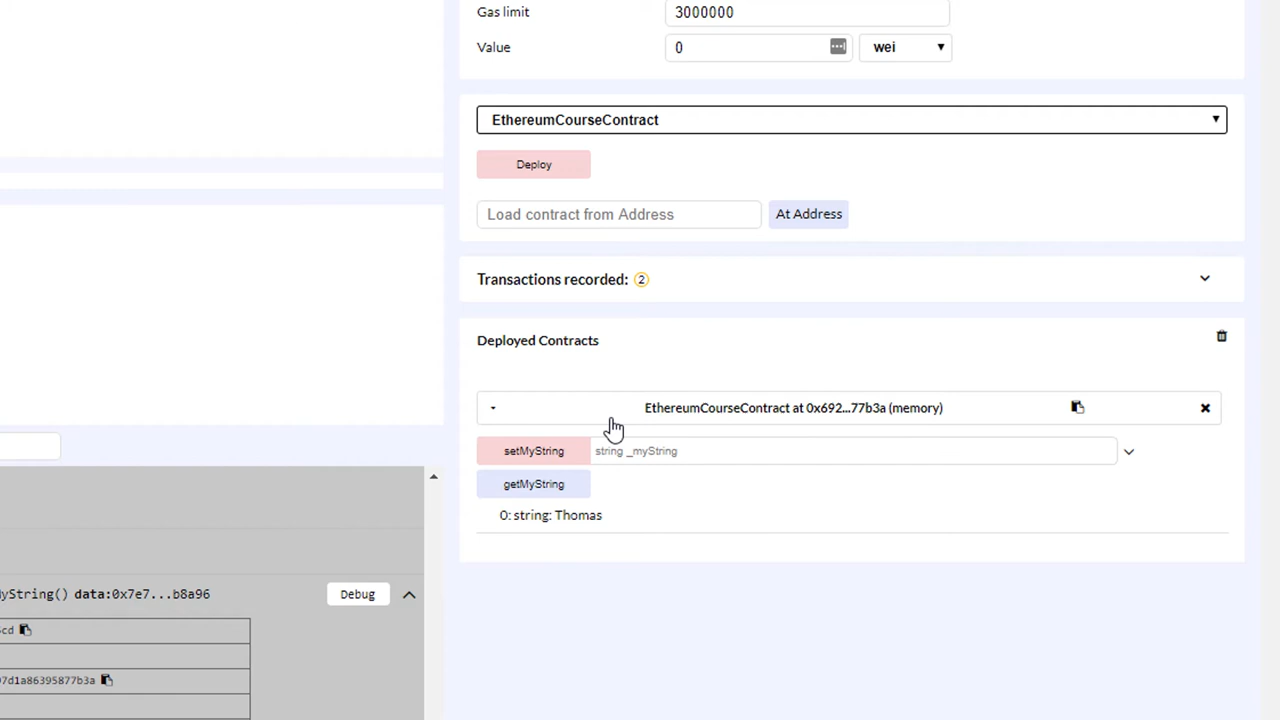 Gas limit 3000000
Value 0 wei
EthereumCourseContract
Deploy
Load contract from Address At Address
Transactions recorded: 2
Deployed Contracts
EthereumCourseContract at 0x692...77b3a (memory)
setMyString string _myString
getMyString
0: string: Thomas
yString() data:0x7e7...b8a96 Debug
cd
7d1a86395877b3a